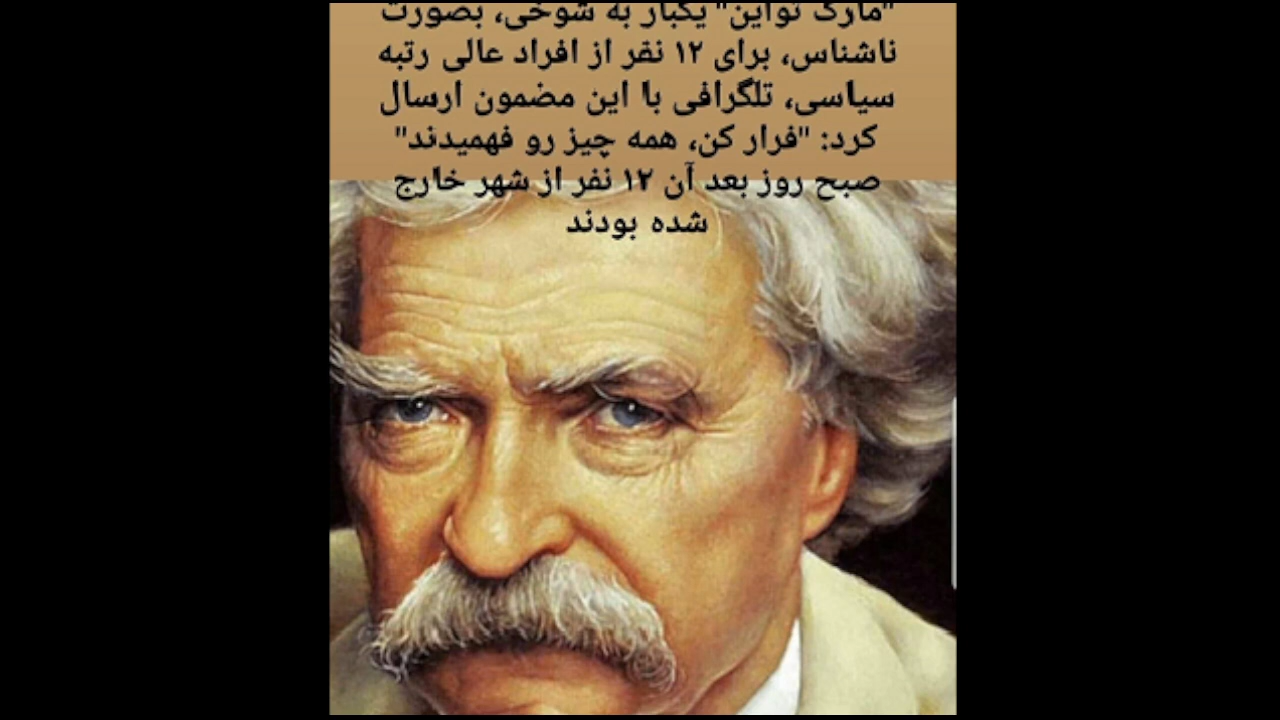 "مارک تواین" یکبار به شوخی، بصورت
ناشناس، برای ۱۲ نفر از افراد عالی رتبه
سیاسی، تلگرافی با این مضمون ارسال
کرد: "فرار کن، همه چیز رو فهمیدند"
صبح روز بعد آن ۱۲ نفر از شهر خارج
شده بودند